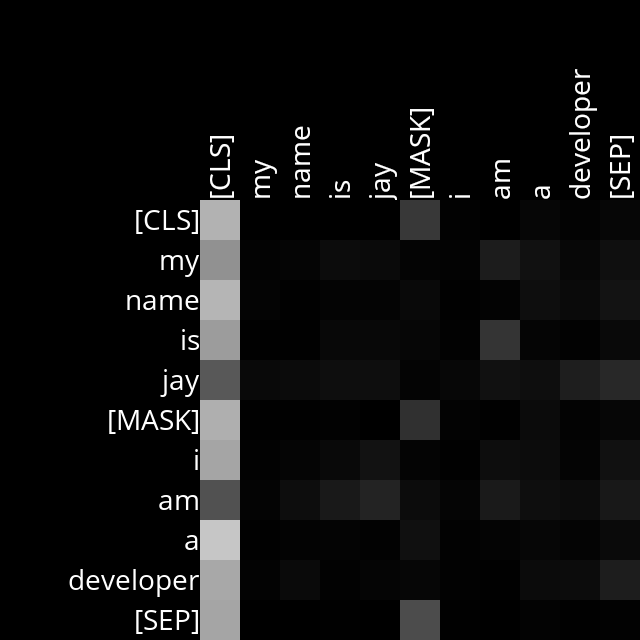 [CLS]
my
name
is
jay
[MASK]
i
am
a
developer
[SEP]
[CLS]
my
name
is
jay
[MASK]
i
am
a
developer
[SEP]